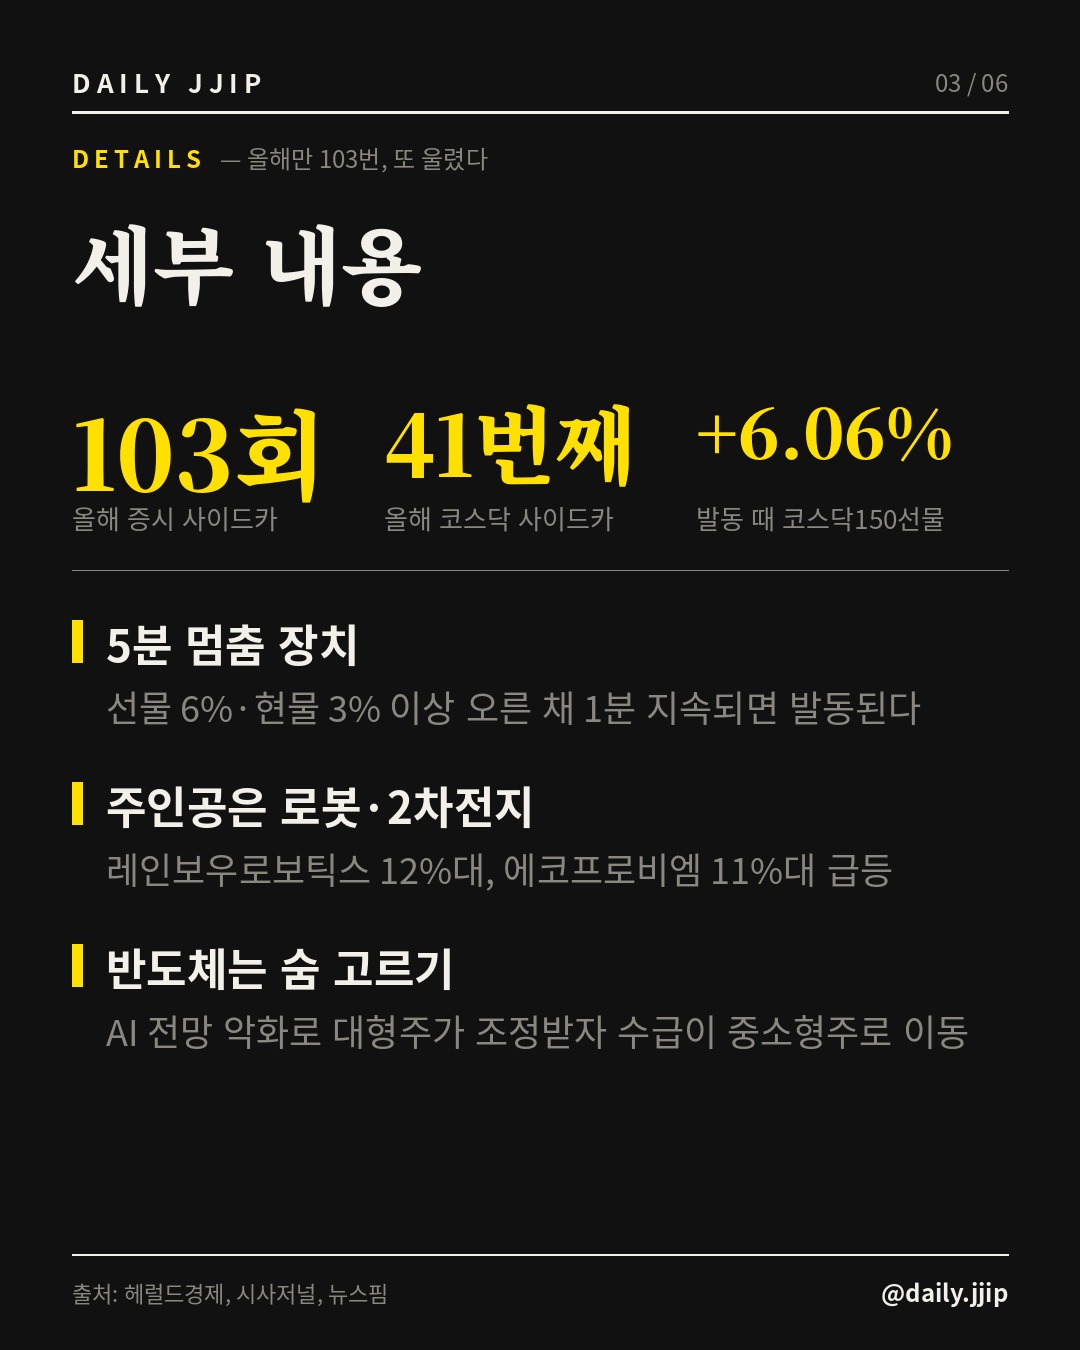 DAILY JJIP
03 / 06
DETAILS — 올해만 103번, 또 울렸다
세부 내용
103회 41번째 +6.06%
올해 증시 사이드카 올해 코스닥 사이드카 발동 때 코스닥150선물
5분 멈춤 장치
선물 6%·현물 3% 이상 오른 채 1분 지속되면 발동된다
주인공은 로봇·2차전지
레인보우로보틱스 12%대, 에코프로비엠 11%대 급등
반도체는 숨 고르기
AI 전망 악화로 대형주가 조정받자 수급이 중소형주로 이동
출처: 헤럴드경제, 시사저널, 뉴스핌
@daily.jjip